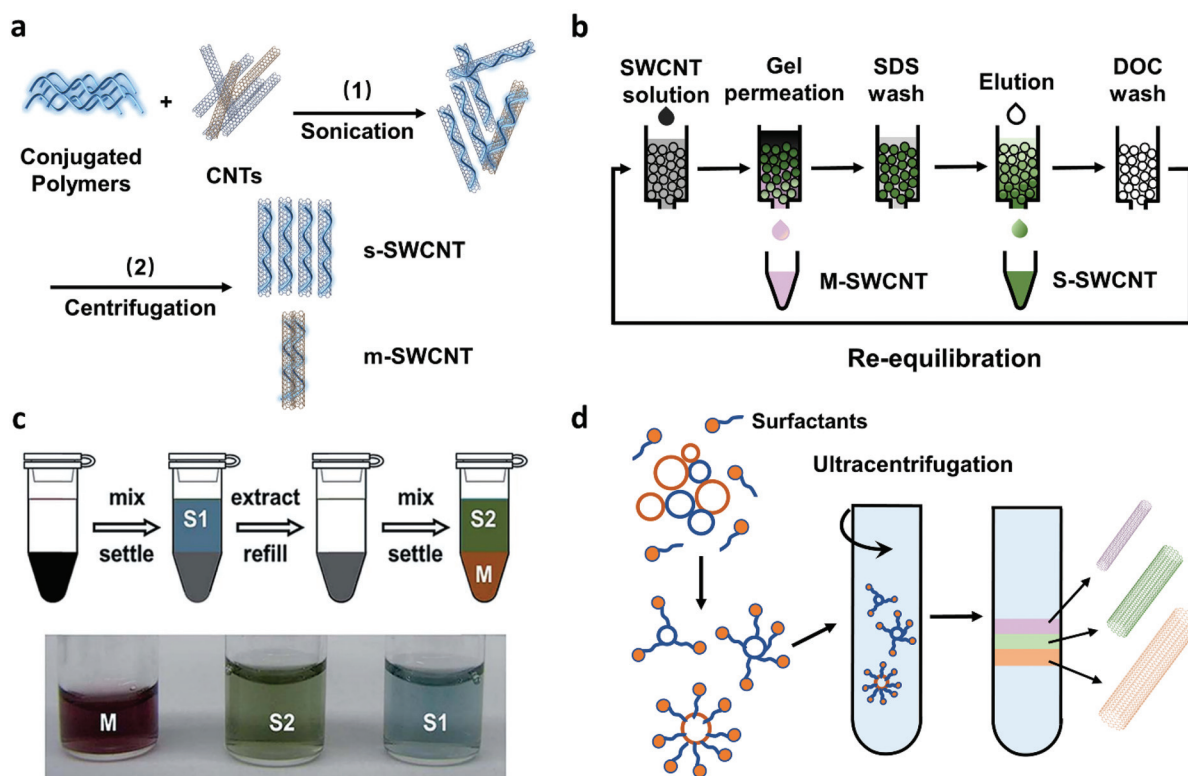 a
Conjugated
Polymers
+
CNTs
(1)
Sonication
(2)
Centrifugation
s-SWCNT
m-SWCNT
b
SWCNT
solution
Gel
permeation
SDS
wash
Elution
DOC
wash
M-SWCNT
S-SWCNT
Re-equilibration
c
mix
settle
S1
extract
refill
mix
settle
S2
M
M
S2
S1
d
Surfactants
Ultracentrifugation